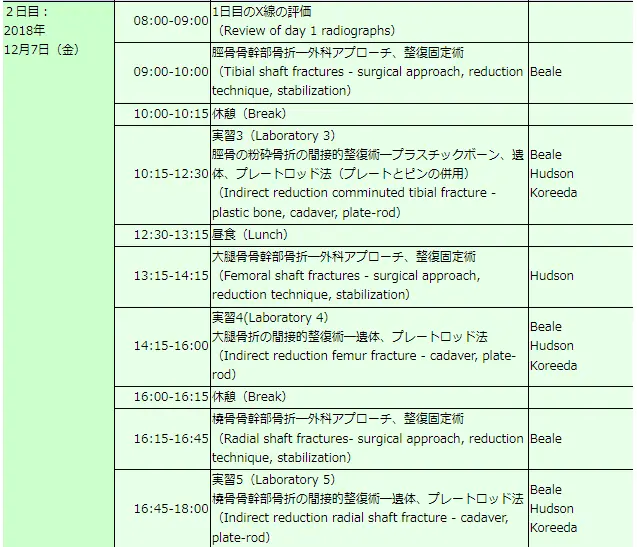 ２日目：
2018年
12月7日（金）
08:00-09:00
1日目のX線の評価
（Review of day 1 radiographs）
09:00-10:00
脛骨骨幹部骨折―外科アプローチ、整復固定術
（Tibial shaft fractures - surgical approach, reduction
technique, stabilization）
Beale
10:00-10:15
休憩（Break）
10:15-12:30
実習3（Laboratory 3）
脛骨の粉砕骨折の間接的整復術―プラスチックボーン、遺
体、プレートロッド法（プレートとピンの併用）
（Indirect reduction comminuted tibial fracture -
plastic bone, cadaver, plate-rod）
Beale
Hudson
Koreeda
12:30-13:15
昼食（Lunch）
13:15-14:15
大腿骨骨幹部骨折―外科アプローチ、整復固定術
（Femoral shaft fractures - surgical approach,
reduction technique, stabilization）
Hudson
14:15-16:00
実習4(Laboratory 4）
大腿骨折の間接的整復術―遺体、プレートロッド法
（Indirect reduction femur fracture - cadaver, plate-
rod）
Beale
Hudson
Koreeda
16:00-16:15
休憩（Break）
16:15-16:45
橈骨骨幹部骨折―外科アプローチ、整復固定術
（Radial shaft fractures- surgical approach, reduction
technique, stabilization）
Beale
16:45-18:00
実習5（Laboratory 5）
橈骨骨幹部骨折の間接的整復術―遺体、プレートロッド法
（Indirect reduction radial shaft fracture - cadaver,
plate-rod）
Beale
Hudson
Koreeda